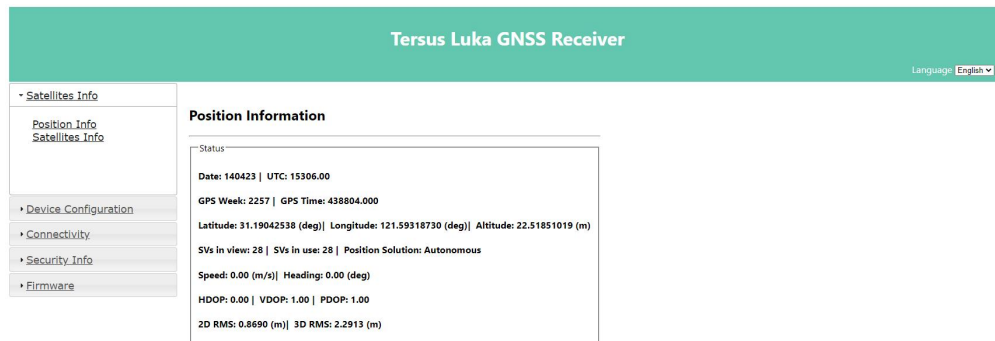 Tersus Luka GNSS Receiver
Language English
Satellites Info
Position Info
Satellites Info
Device Configuration
Connectivity
Security Info
Firmware
Position Information
Status
Date: 140423 | UTC: 15306.00
GPS Week: 2257 | GPS Time: 438804.000
Latitude: 31.19042538 (deg)| Longitude: 121.59318730 (deg)| Altitude: 22.51851019 (m)
SVs in view: 28 | SVs in use: 28 | Position Solution: Autonomous
Speed: 0.00 (m/s)| Heading: 0.00 (deg)
HDOP: 0.00 | VDOP: 1.00 | PDOP: 1.00
2D RMS: 0.8690 (m)| 3D RMS: 2.2913 (m)